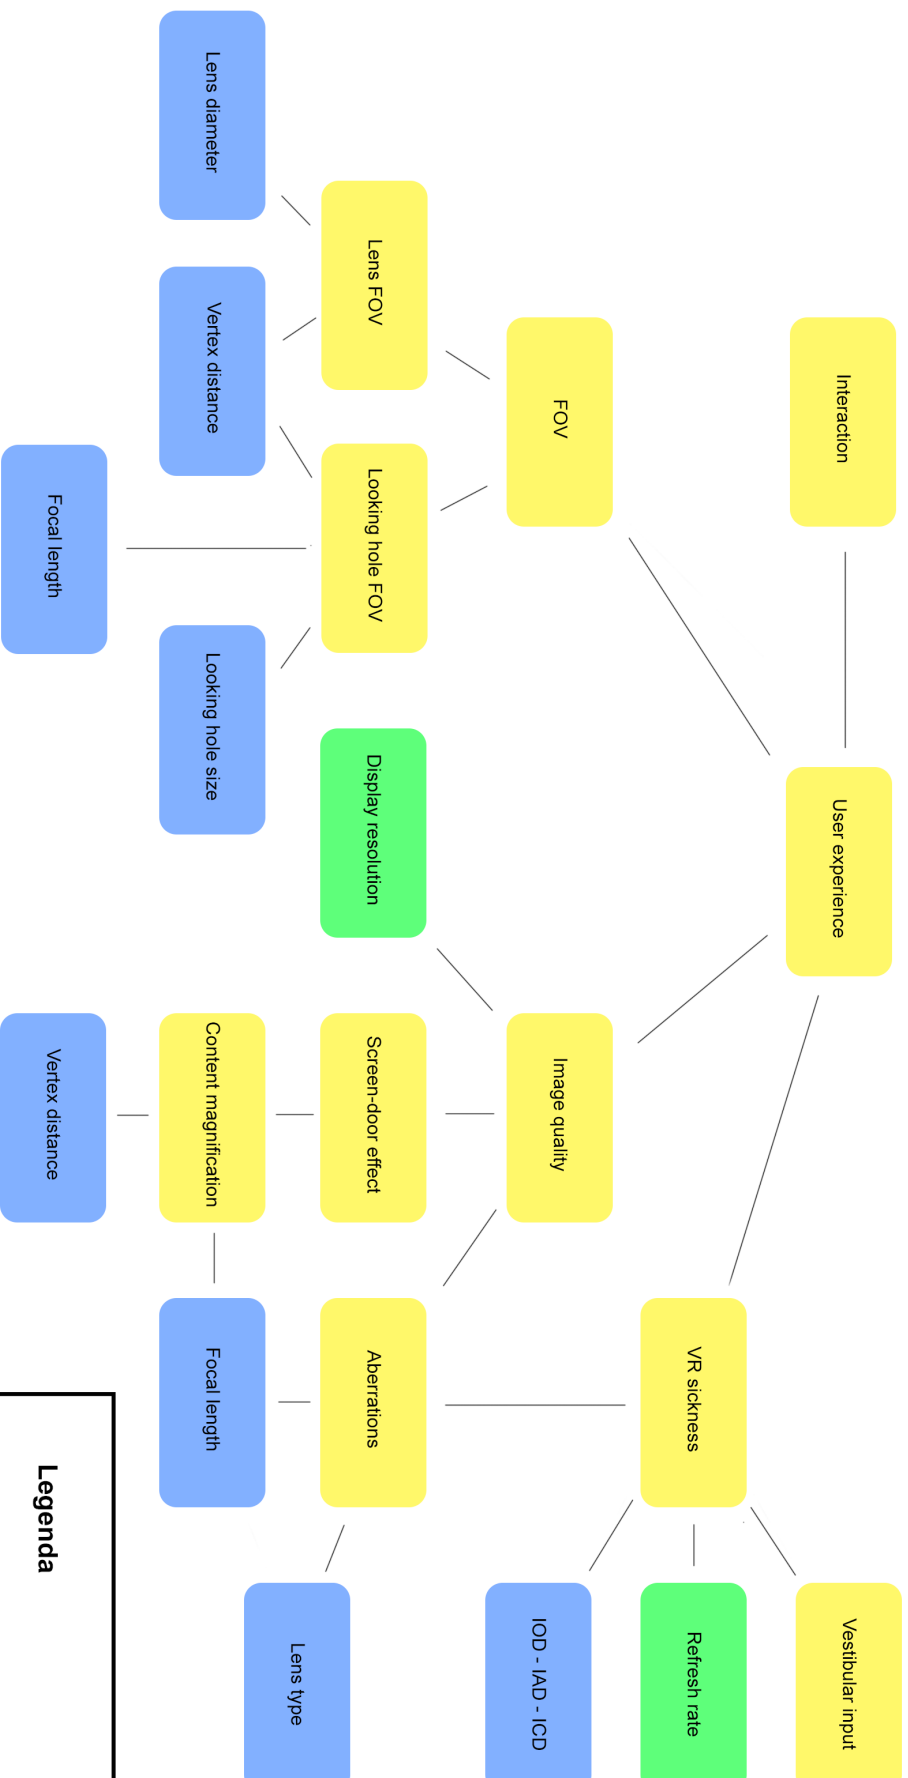 Interaction
User experience
Vestibular input
VR sickness
Refresh rate
FOV
Image quality
IOD - IAD - ICD
Lens FOV
Looking hole FOV
Display resolution
Screen-door effect
Aberrations
Lens type
Lens diameter
Vertex distance
Looking hole size
Content magnification
Focal length
Focal length
Vertex distance
Legenda